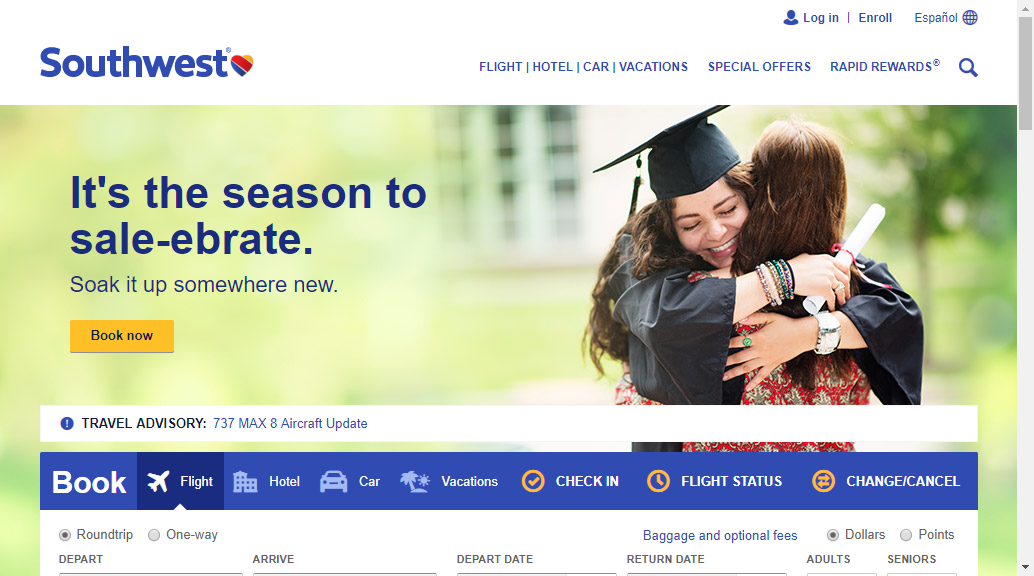 Log in | Enroll Español
Southwest®
FLIGHT | HOTEL | CAR | VACATIONS SPECIAL OFFERS RAPID REWARDS®
It's the season to
sale-ebrate.
Soak it up somewhere new.
Book now
TRAVEL ADVISORY: 737 MAX 8 Aircraft Update
Book Flight Hotel Car Vacations CHECK IN FLIGHT STATUS CHANGE/CANCEL
Roundtrip One-way Baggage and optional fees Dollars Points
DEPART ARRIVE DEPART DATE RETURN DATE ADULTS SENIORS